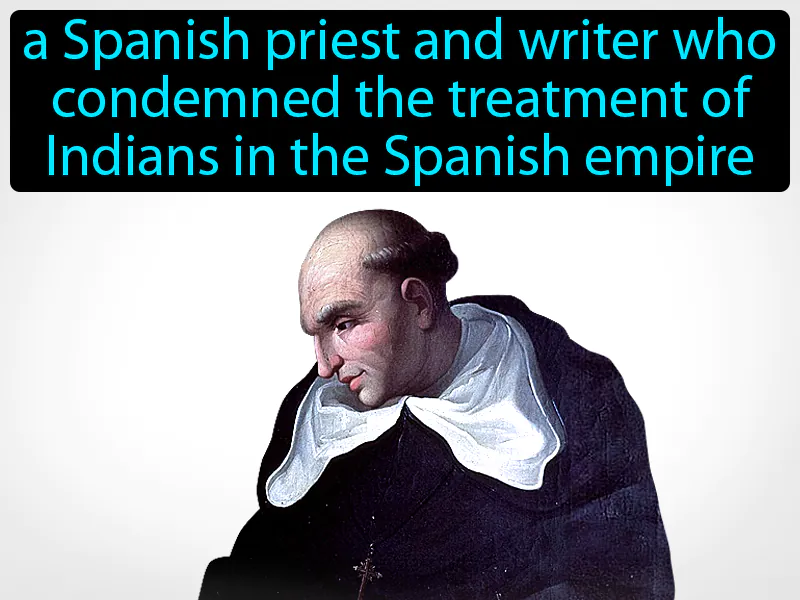 a Spanish priest and writer who
condemned the treatment of
Indians in the Spanish empire